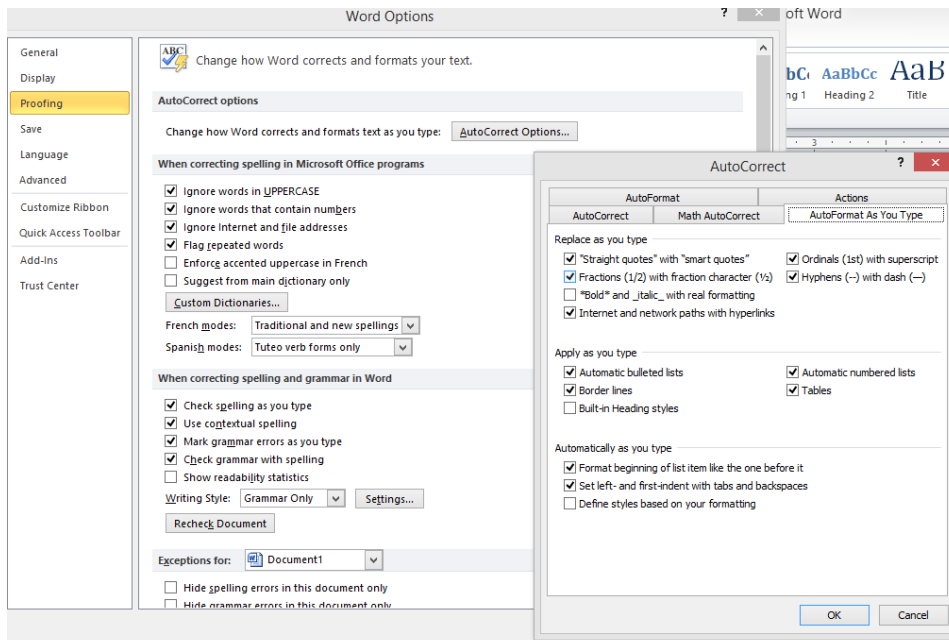 Word Options
?
×
oft Word
General
Display
Proofing
Save
Language
Advanced
Customize Ribbon
Quick Access Toolbar
Add-Ins
Trust Center
ABC
Change how Word corrects and formats your text.
AutoCorrect options
Change how Word corrects and formats text as you type: AutoCorrect Options...
When correcting spelling in Microsoft Office programs
Ignore words in UPPERCASE
Ignore words that contain numbers
Ignore Internet and file addresses
Flag repeated words
Enforce accented uppercase in French
Suggest from main dictionary only
Custom Dictionaries...
French modes: Traditional and new spellings
Spanish modes: Tuteo verb forms only
When correcting spelling and grammar in Word
Check spelling as you type
Use contextual spelling
Mark grammar errors as you type
Check grammar with spelling
Show readability statistics
Writing Style: Grammar Only Settings...
Recheck Document
Exceptions for: Document1
Hide spelling errors in this document only
Hide grammar errors in this document only
bCc AaBbCc AaB
ng 1 Heading 2 Title
3
AutoCorrect
?
×
AutoFormat Actions
AutoCorrect Math AutoCorrect AutoFormat As You Type
Replace as you type
"Straight quotes" with “smart quotes” Ordinals (1st) with superscript
Fractions (1/2) with fraction character (½) Hyphens (--) with dash (—)
*Bold* and _italic_ with real formatting
Internet and network paths with hyperlinks
Apply as you type
Automatic bulleted lists Automatic numbered lists
Border lines Tables
Built-in Heading styles
Automatically as you type
Format beginning of list item like the one before it
Set left- and first-indent with tabs and backspaces
Define styles based on your formatting
OK Cancel